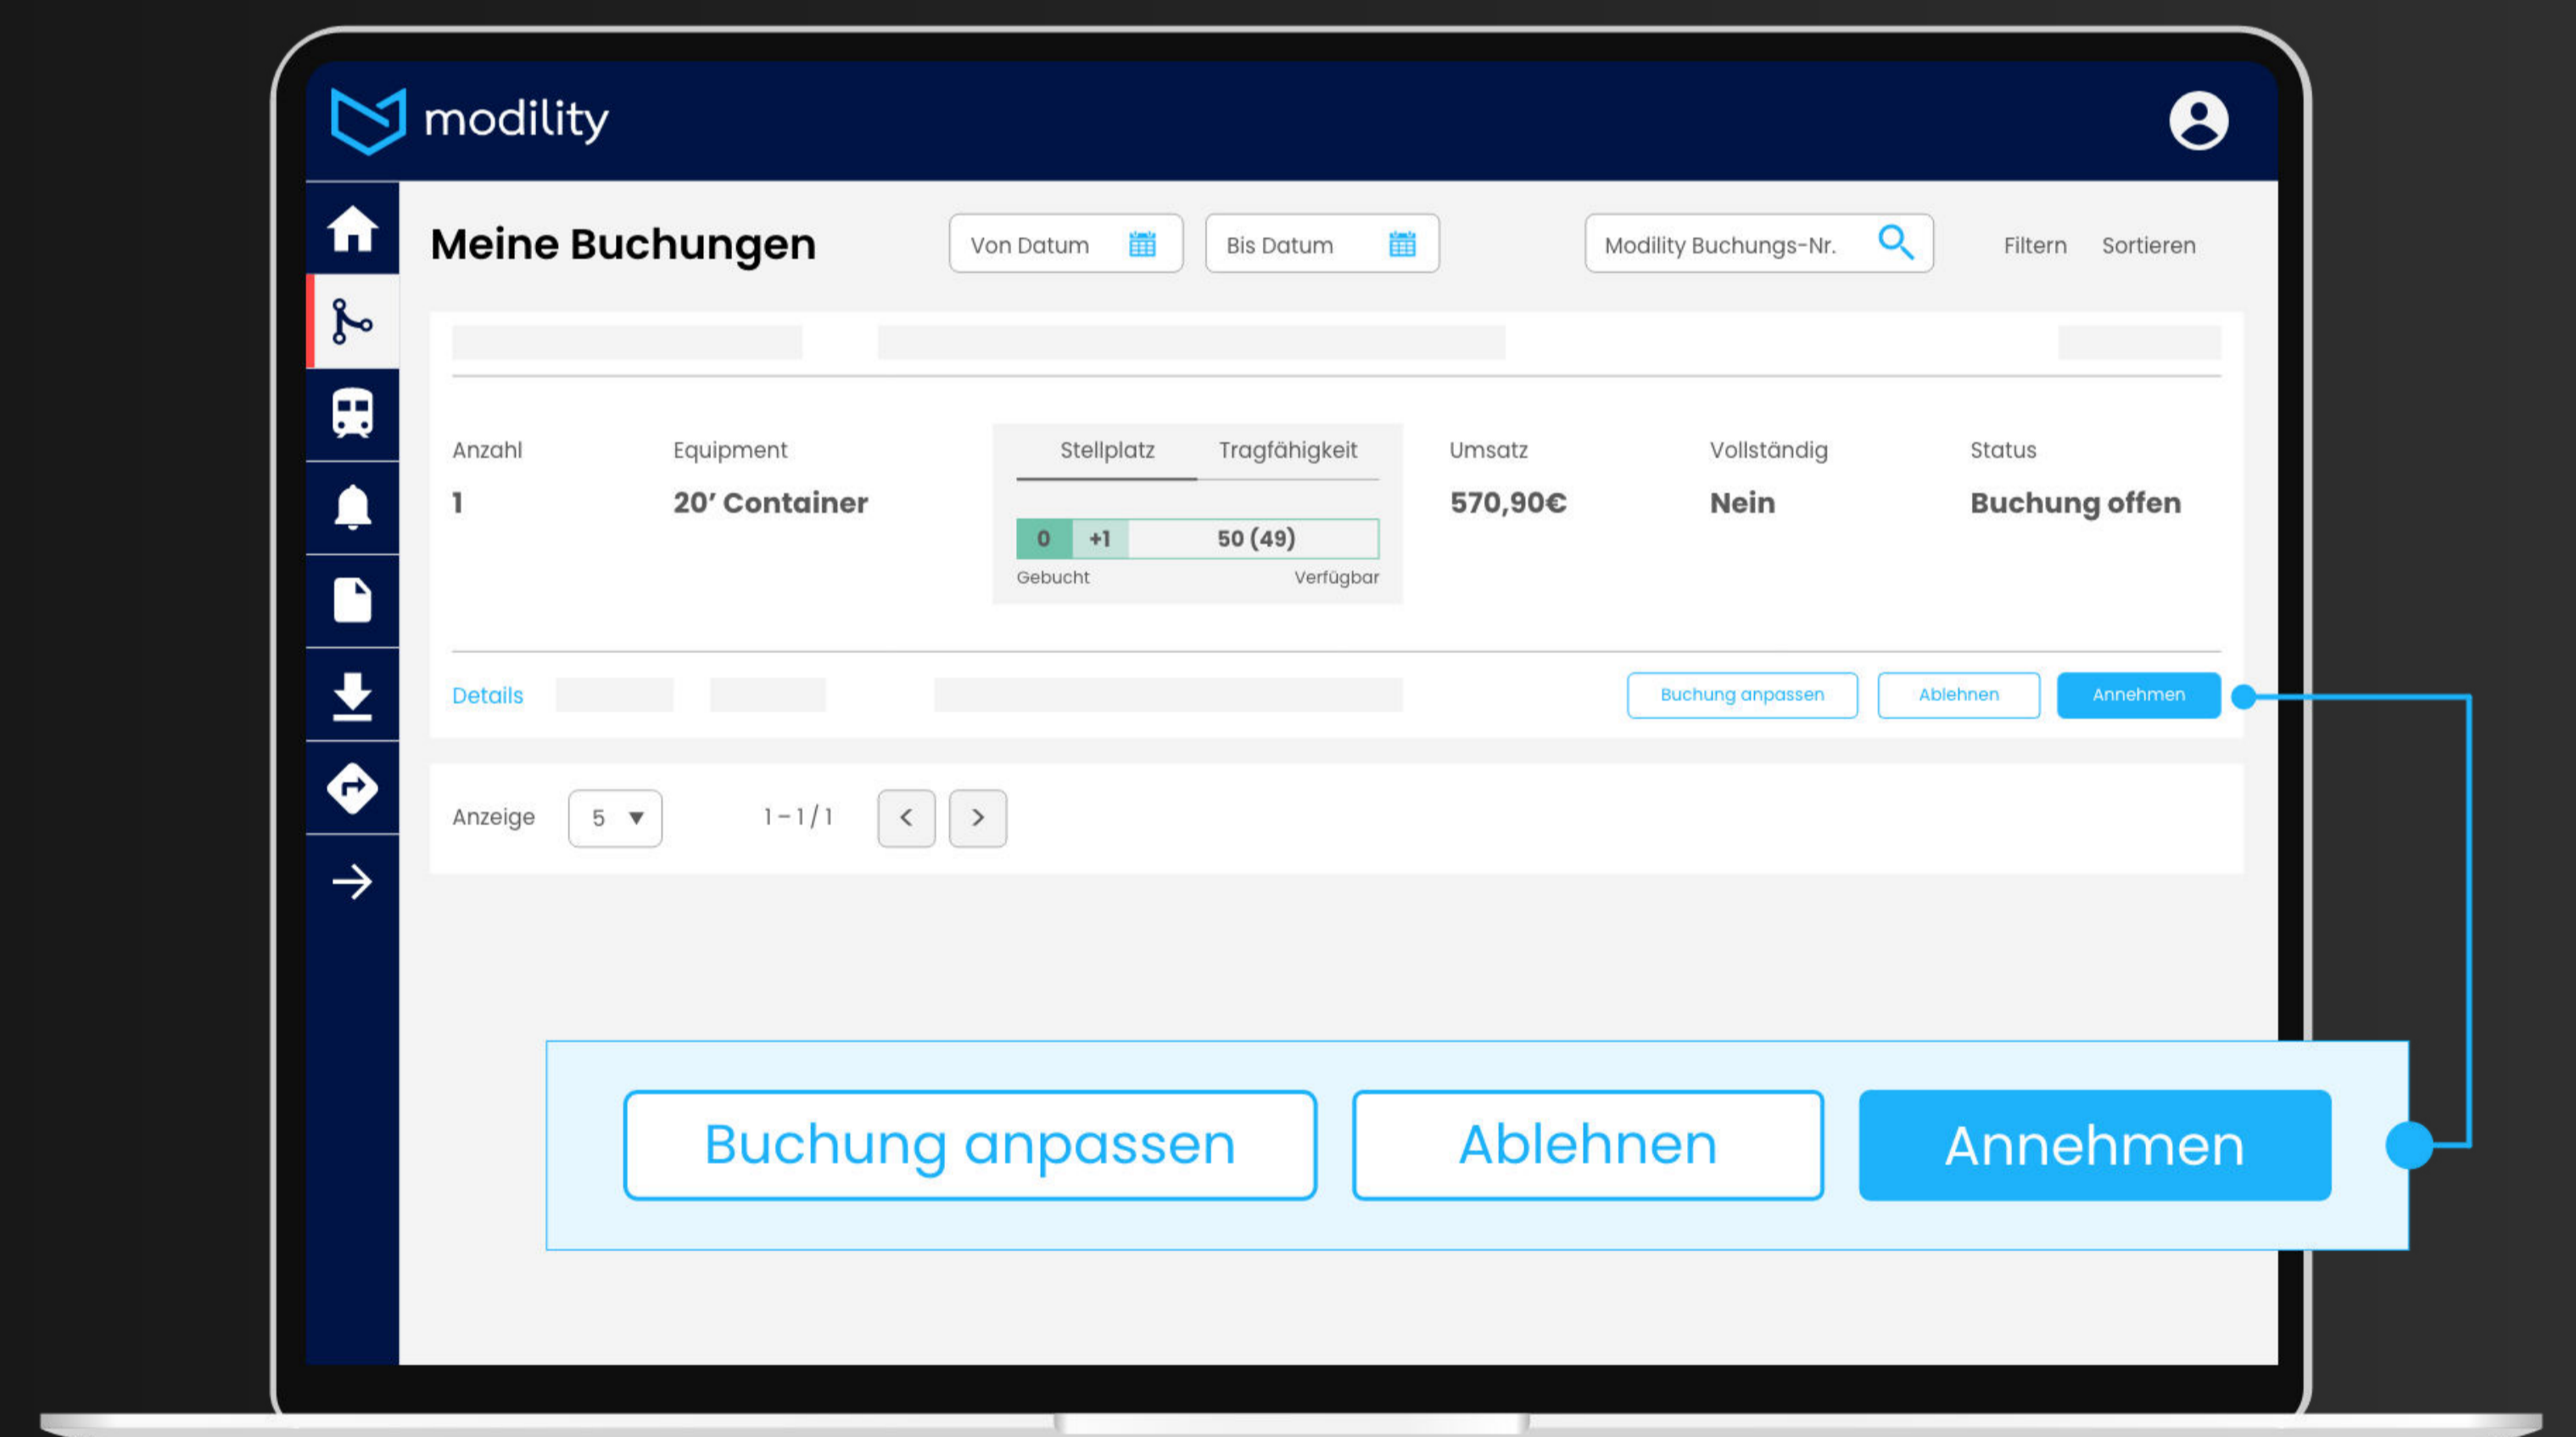 modility
Meine Buchungen
Von Datum
Bis Datum
Modility Buchungs-Nr.
Filtern
Sortieren
Anzahl
1
Equipment
20’ Container
Stellplatz
Tragfähigkeit
0
+1
50 (49)
Gebucht
Verfügbar
Umsatz
570,90€
Vollständig
Nein
Status
Buchung offen
Details
Buchung anpassen
Ablehnen
Annehmen
Anzeige
5
1 – 1 / 1
Buchung anpassen
Ablehnen
Annehmen